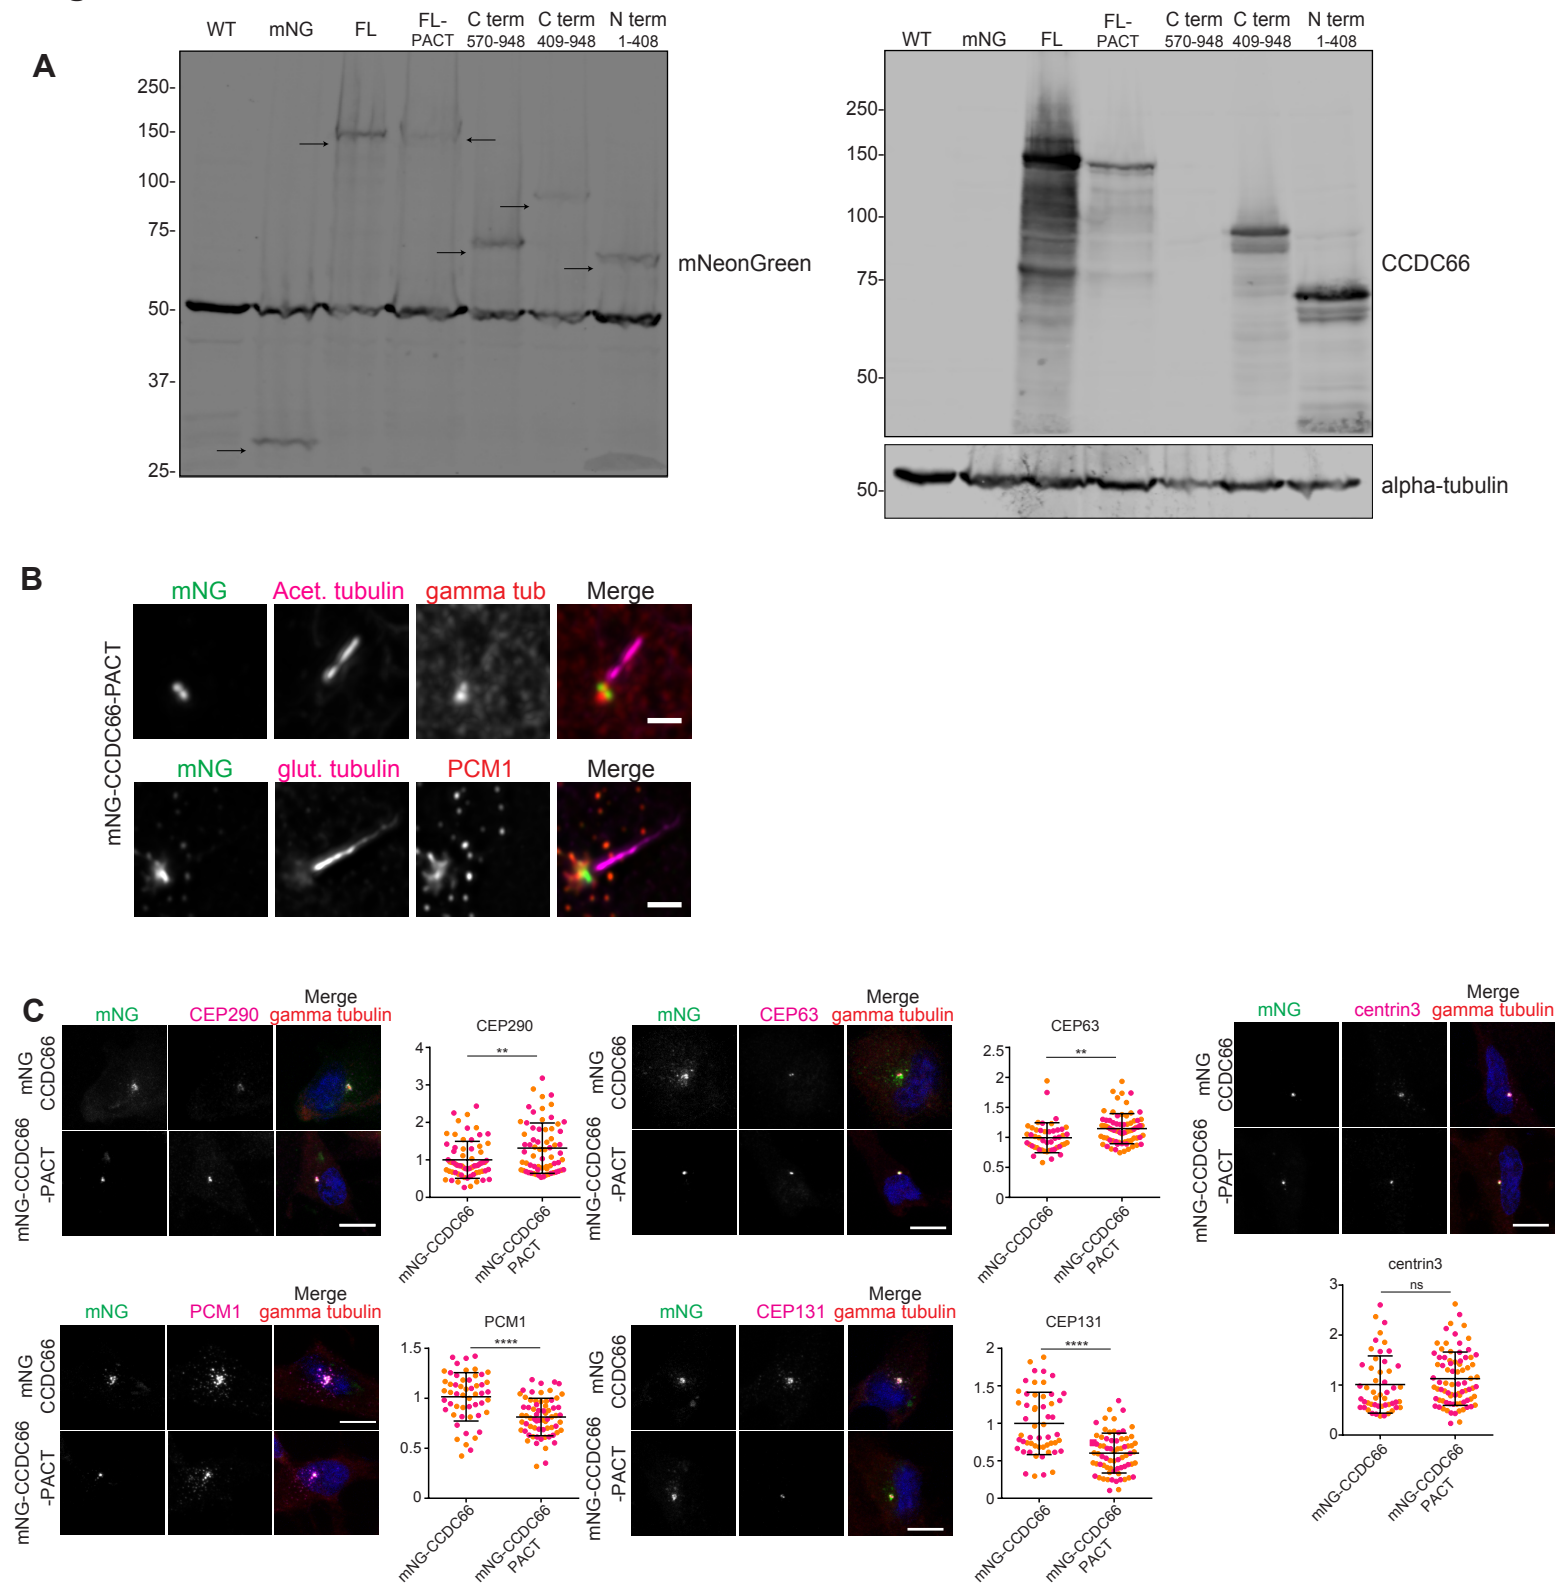 A
WT mNG FL FL-PACT C term 570-948 C term 409-948 N term 1-408
250-
150-
100-
75-
50-
37-
25-
mNeonGreen
WT mNG FL FL-PACT C term 570-948 C term 409-948 N term 1-408
250-
150-
100-
75-
50-
CCDC66
50-
alpha-tubulin
B
mNG-CCDC66-PACT
mNG Acet. tubulin gamma tub Merge
mNG glut. tubulin PCM1 Merge
C
mNG CEP290 Merge gamma tubulin
mNG CCDC66
mNG-CCDC66 -PACT
CEP290
**
4
3
2
1
0
mNG-CCDC66
mNG-CCDC66 PACT
mNG CEP63 Merge gamma tubulin
mNG CCDC66
mNG-CCDC66 -PACT
CEP63
**
2.5
2
1.5
1
0.5
0
mNG-CCDC66
mNG-CCDC66 PACT
mNG centrin3 Merge gamma tubulin
mNG CCDC66
mNG-CCDC66 -PACT
centrin3
ns
3
2
1
0
mNG-CCDC66
mNG-CCDC66 PACT
mNG PCM1 Merge gamma tubulin
mNG CCDC66
mNG-CCDC66 -PACT
PCM1
****
1.5
1
0.5
0
mNG-CCDC66
mNG-CCDC66 PACT
mNG CEP131 Merge gamma tubulin
mNG CCDC66
mNG-CCDC66 -PACT
CEP131
****
2
1.5
1
0.5
0
mNG-CCDC66
mNG-CCDC66 PACT